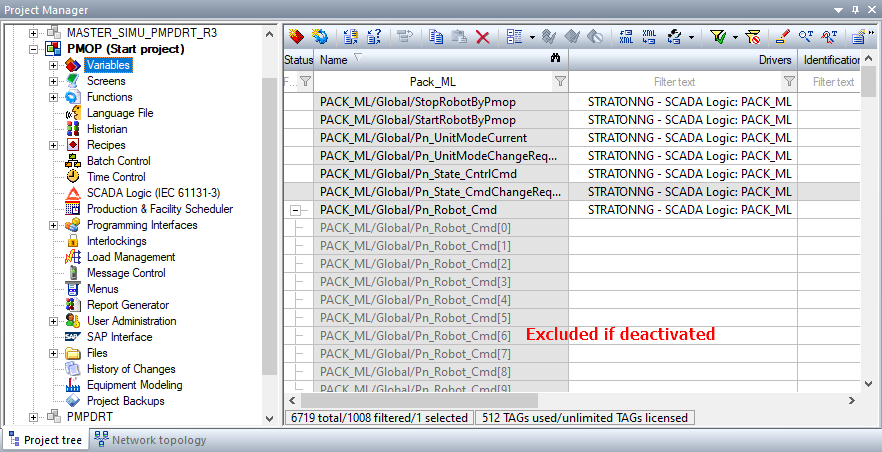 Project Manager
MASTER_SIMU_PMPDRT_R3
PMOP (Start project)
Variables
Screens
Functions
Language File
Historian
Recipes
Batch Control
Time Control
SCADA Logic (IEC 61131-3)
Production & Facility Scheduler
Programming Interfaces
Interlockings
Load Management
Message Control
Menus
Report Generator
User Administration
SAP Interface
Files
History of Changes
Equipment Modeling
Project Backups
PMPDRT
Project tree
Network topology
Status Name Drivers Identification
F... Pack_ML Filter text Filter text
PACK_ML/Global/StopRobotByPmop STRATONNG - SCADA Logic: PACK_ML
PACK_ML/Global/StartRobotByPmop STRATONNG - SCADA Logic: PACK_ML
PACK_ML/Global/Pn_UnitModeCurrent STRATONNG - SCADA Logic: PACK_ML
PACK_ML/Global/Pn_UnitModeChangeReq... STRATONNG - SCADA Logic: PACK_ML
PACK_ML/Global/Pn_State_CntrlCmd STRATONNG - SCADA Logic: PACK_ML
PACK_ML/Global/Pn_State_CmdChangeReq... STRATONNG - SCADA Logic: PACK_ML
PACK_ML/Global/Pn_Robot_Cmd STRATONNG - SCADA Logic: PACK_ML
PACK_ML/Global/Pn_Robot_Cmd[0]
PACK_ML/Global/Pn_Robot_Cmd[1]
PACK_ML/Global/Pn_Robot_Cmd[2]
PACK_ML/Global/Pn_Robot_Cmd[3]
PACK_ML/Global/Pn_Robot_Cmd[4]
PACK_ML/Global/Pn_Robot_Cmd[5]
PACK_ML/Global/Pn_Robot_Cmd[6] Excluded if deactivated
PACK_ML/Global/Pn_Robot_Cmd[7]
PACK_ML/Global/Pn_Robot_Cmd[8]
PACK_ML/Global/Pn_Robot_Cmd[9]
6719 total/1008 filtered/1 selected 512 TAGs used/unlimited TAGs licensed